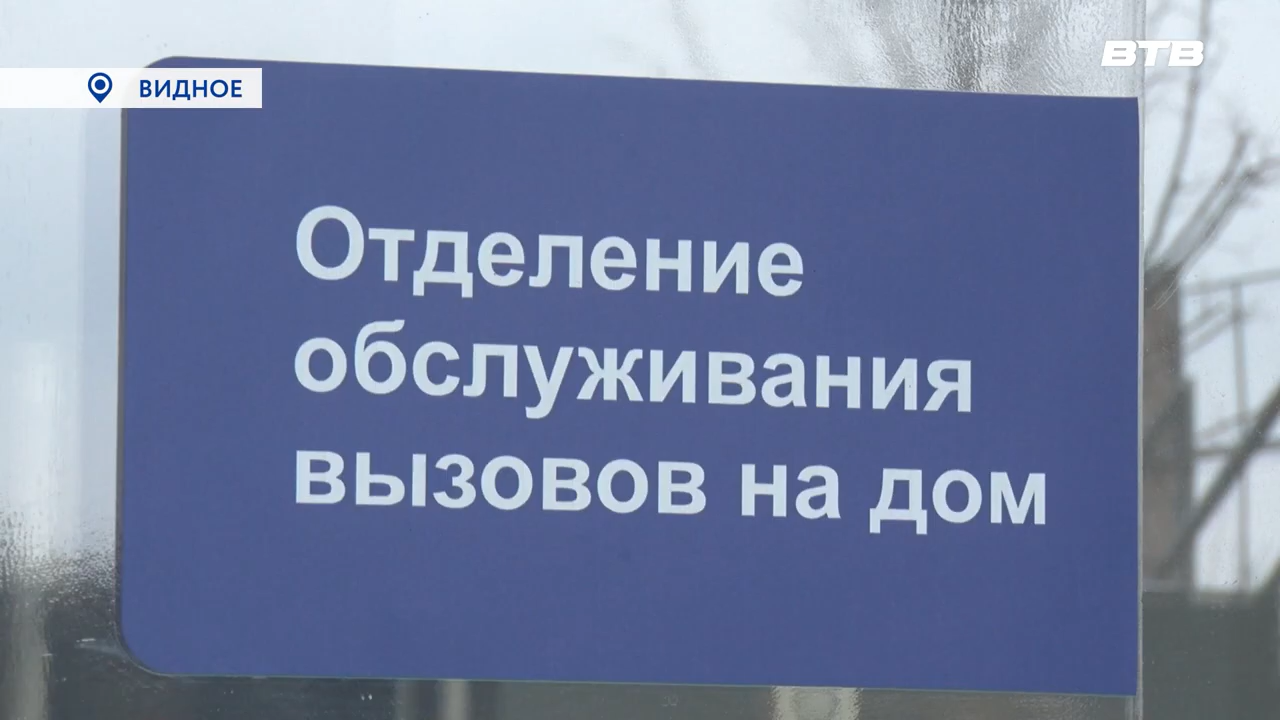 ВТВ
ВИДНОЕ
Отделение
обслуживания
вызовов на дом